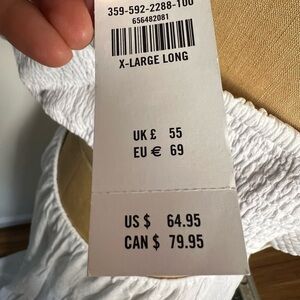 359-592-2288-100
656482081
X-LARGE LONG
UK £ 55
EU € 69
US $ 64.95
CAN $ 79.95